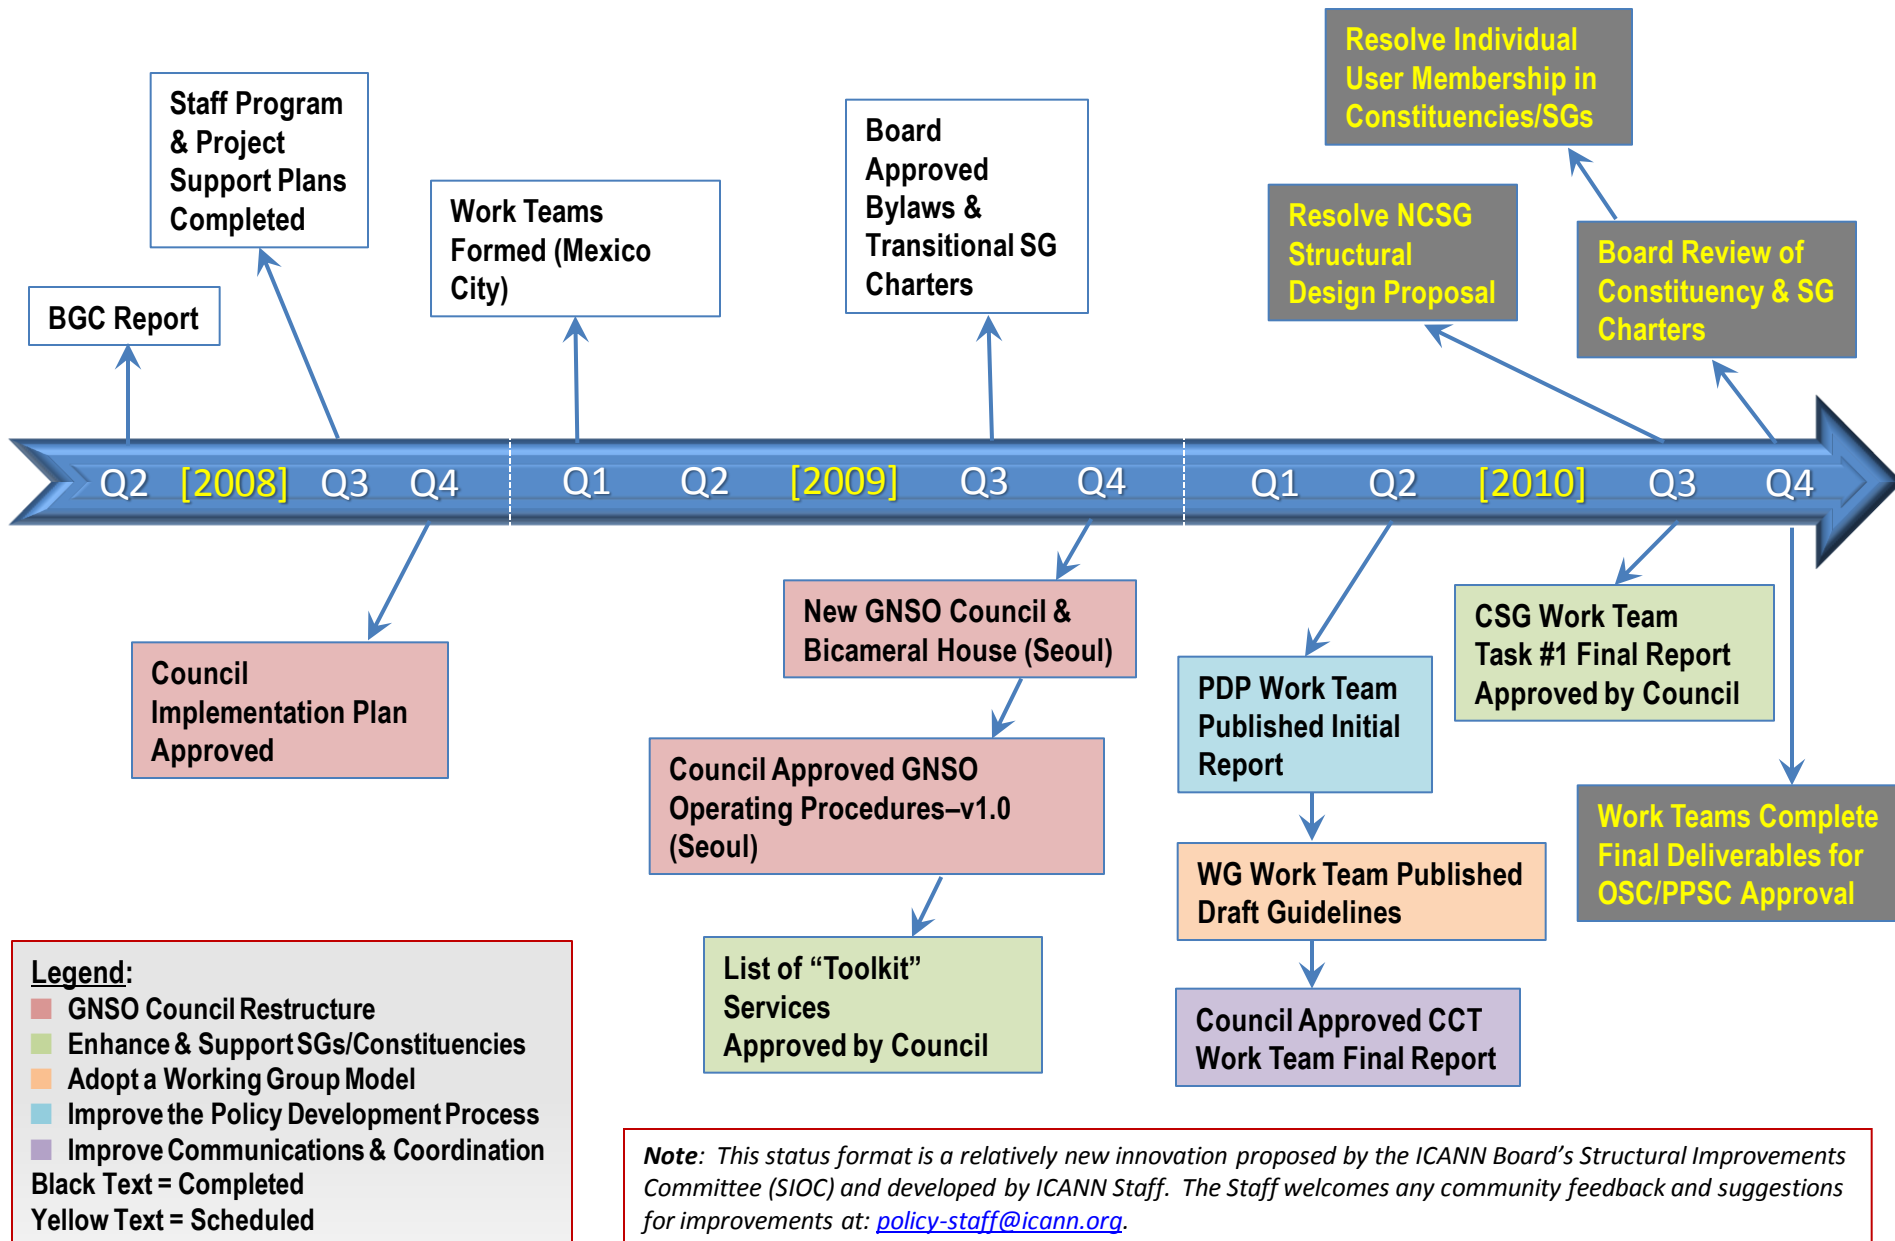 Staff Program
& Project
Support Plans
Completed
BGC Report
Work Teams
Formed (Mexico
City)
Board
Approved
Bylaws &
Transitional SG
Charters
Resolve Individual
User Membership in
Constituencies/SGs
Resolve NCSG
Structural
Design Proposal
Board Review of
Constituency & SG
Charters
Q2 [2008] Q3 Q4 Q1 Q2 [2009] Q3 Q4 Q1 Q2 [2010] Q3 Q4
Council
Implementation Plan
Approved
New GNSO Council &
Bicameral House (Seoul)
Council Approved GNSO
Operating Procedures–v1.0
(Seoul)
List of “Toolkit”
Services
Approved by Council
PDP Work Team
Published Initial
Report
WG Work Team Published
Draft Guidelines
Council Approved CCT
Work Team Final Report
CSG Work Team
Task #1 Final Report
Approved by Council
Work Teams Complete
Final Deliverables for
OSC/PPSC Approval
Legend:
GNSO Council Restructure
Enhance & Support SGs/Constituencies
Adopt a Working Group Model
Improve the Policy Development Process
Improve Communications & Coordination
Black Text = Completed
Yellow Text = Scheduled
Note: This status format is a relatively new innovation proposed by the ICANN Board’s Structural Improvements
Committee (SIOC) and developed by ICANN Staff. The Staff welcomes any community feedback and suggestions
for improvements at: policy-staff@icann.org.